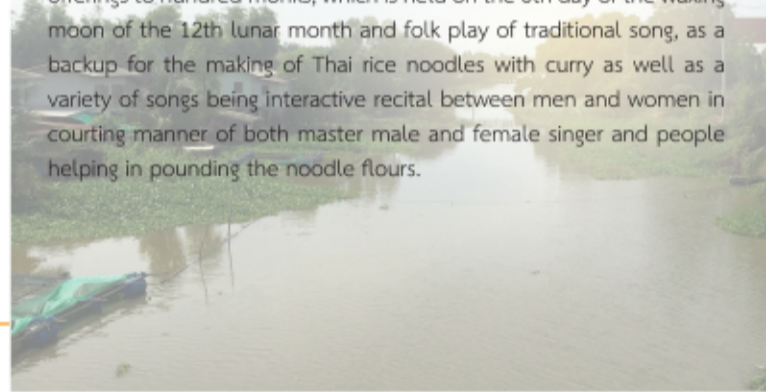 moon of the 12th lunar month and folk play of traditional song, as a
backup for the making of Thai rice noodles with curry as well as a
variety of songs being interactive recital between men and women in
courting manner of both master male and female singer and people
helping in pounding the noodle flours.